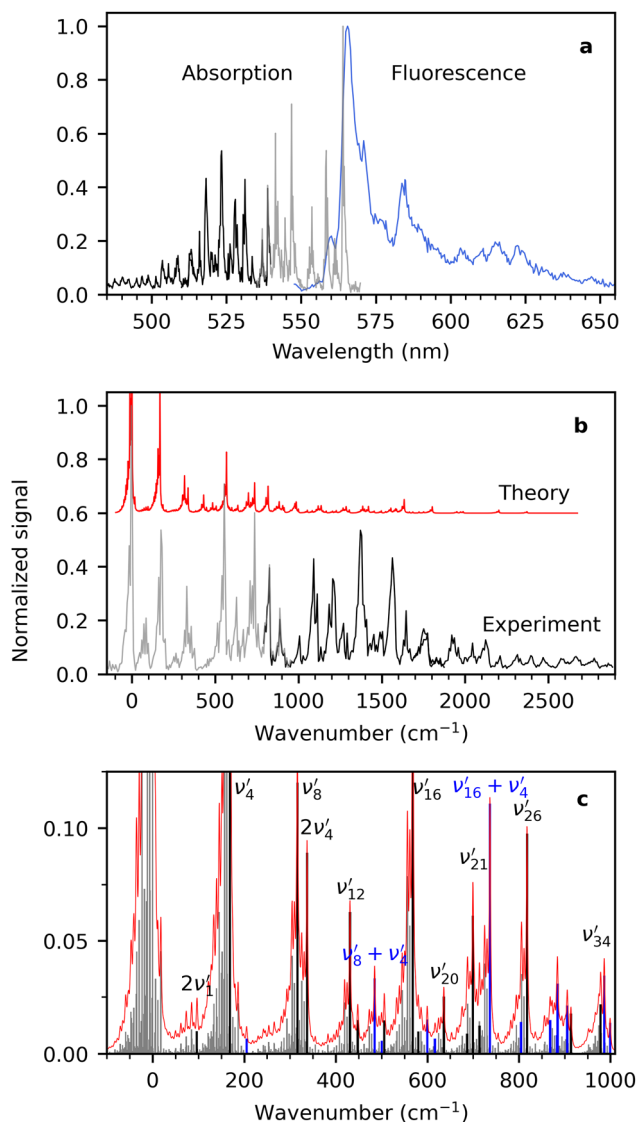 a
Absorption Fluorescence
1.0
0.8
0.6
0.4
0.2
0.0
500 525 550 575 600 625 650
Wavelength (nm)
b
1.0
0.8
0.6
0.4
0.2
0.0
Theory
Experiment
Normalized signal
0 500 1000 1500 2000 2500
Wavenumber (cm⁻¹)
c
0.10
0.05
0.00
2ν′₁
ν′₄
ν′₈
2ν′₄
ν′₁₂
ν′₈ + ν′₄
ν′₁₆
ν′₂₀
ν′₂₁
ν′₁₆ + ν′₄
ν′₂₆
ν′₃₄
0 200 400 600 800 1000
Wavenumber (cm⁻¹)